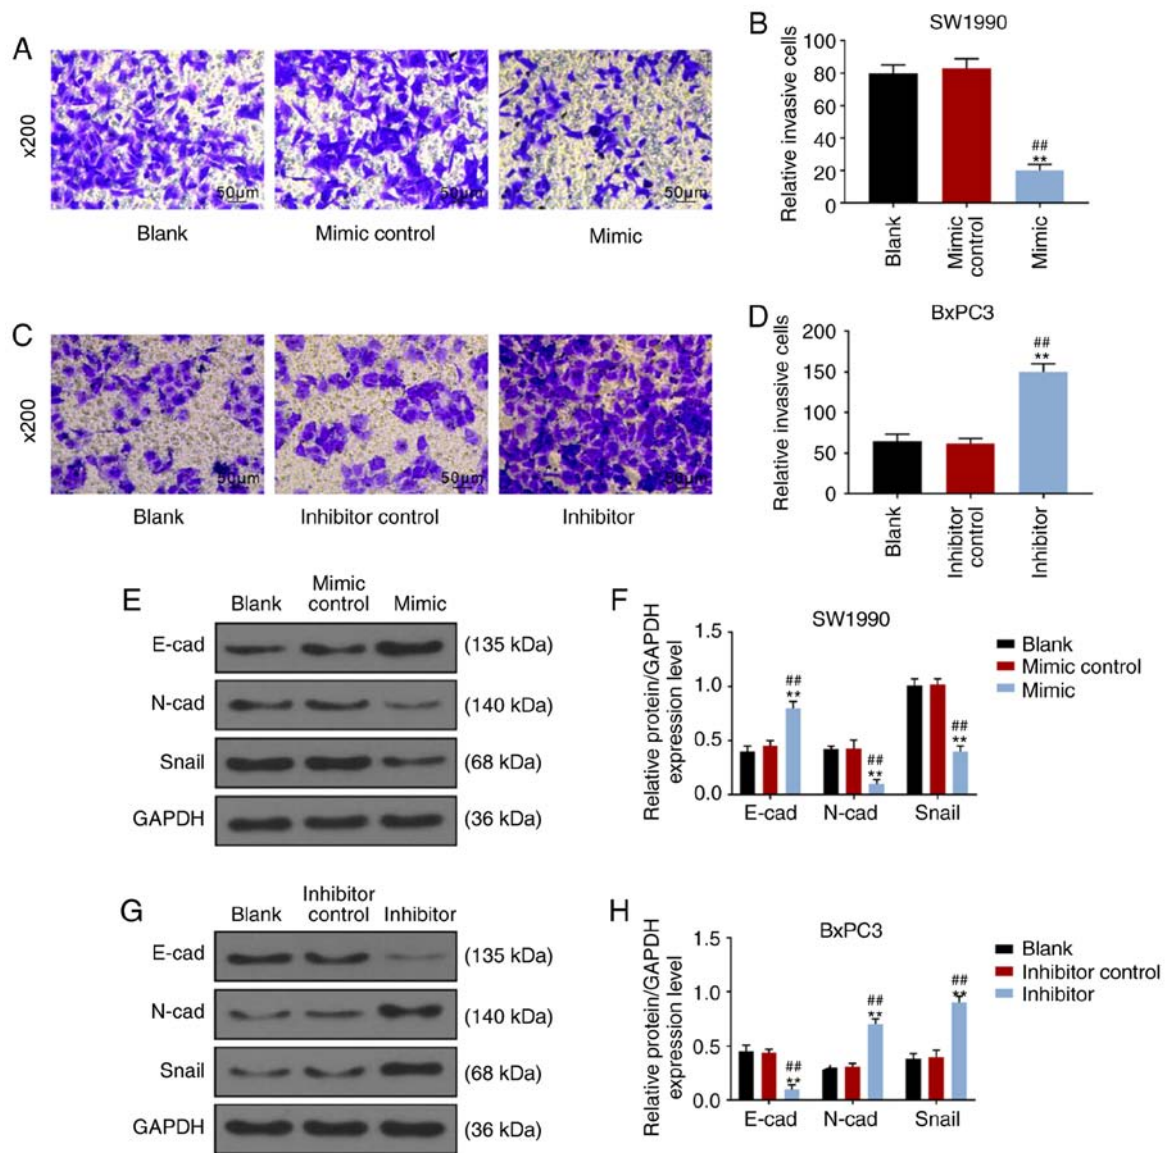 A
x200
50µm
50µm
50µm
Blank
Mimic control
Mimic
B
SW1990
Relative invasive cells
100
80
60
40
20
0
Blank
Mimic
control
Mimic
##
**
C
x200
50µm
50µm
50µm
Blank
Inhibitor control
Inhibitor
D
BxPC3
Relative invasive cells
200
150
100
50
0
Blank
Inhibitor
control
Inhibitor
##
**
E
Blank
Mimic
control
Mimic
E-cad
(135 kDa)
N-cad
(140 kDa)
Snail
(68 kDa)
GAPDH
(36 kDa)
F
SW1990
Relative protein/GAPDH
expression level
1.5
1.0
0.5
0.0
##
**
##
**
##
**
E-cad
N-cad
Snail
Blank
Mimic control
Mimic
G
Blank
Inhibitor
control
Inhibitor
E-cad
(135 kDa)
N-cad
(140 kDa)
Snail
(68 kDa)
GAPDH
(36 kDa)
H
BxPC3
Relative protein/GAPDH
expression level
1.5
1.0
0.5
0.0
##
**
##
**
##
**
E-cad
N-cad
Snail
Blank
Inhibitor control
Inhibitor